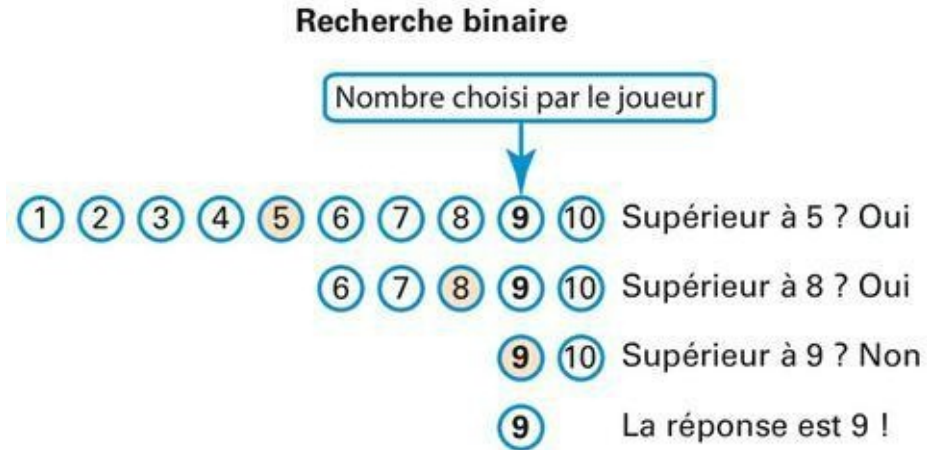 Recherche binaire
Nombre choisi par le joueur
1 2 3 4 5 6 7 8 9 10 Supérieur à 5 ? Oui
6 7 8 9 10 Supérieur à 8 ? Oui
9 10 Supérieur à 9 ? Non
9 La réponse est 9 !